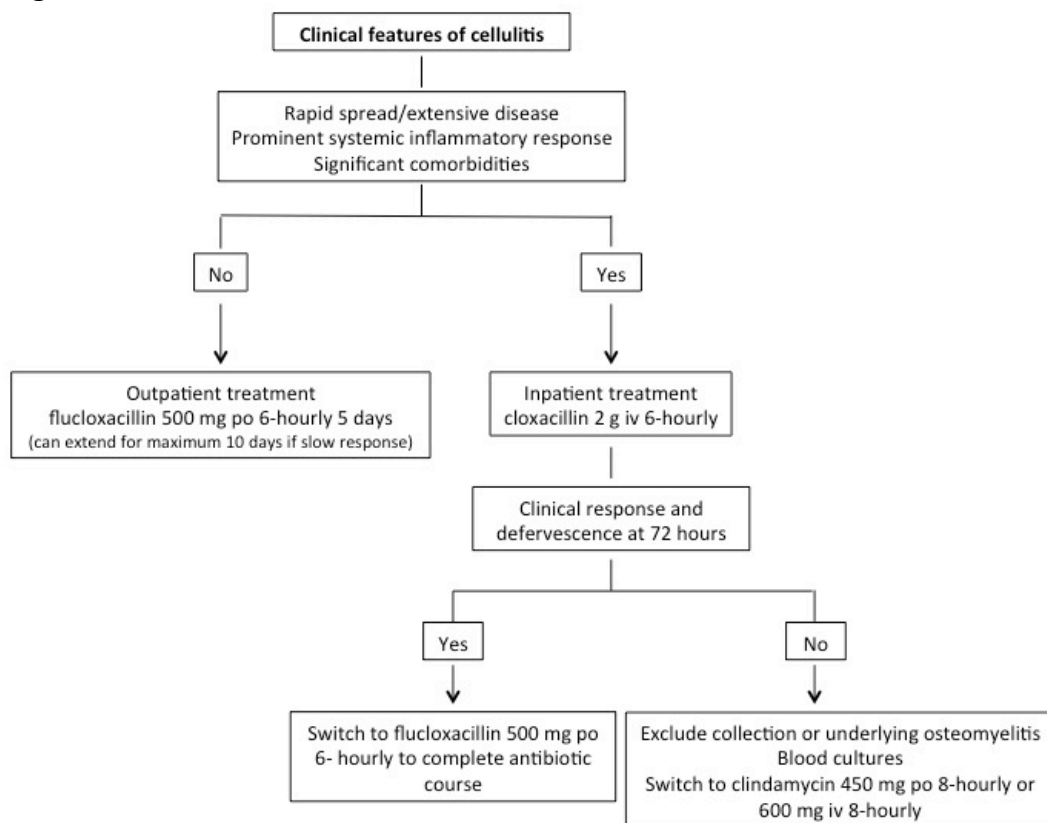 Clinical features of cellulitis
Rapid spread/extensive disease
Prominent systemic inflammatory response
Significant comorbidities
No
Yes
Outpatient treatment
flucloxacillin 500 mg po 6-hourly 5 days
(can extend for maximum 10 days if slow response)
Inpatient treatment
cloxacillin 2 g iv 6-hourly
Clinical response and
defervescence at 72 hours
Yes
No
Switch to flucloxacillin 500 mg po
6- hourly to complete antibiotic
course
Exclude collection or underlying osteomyelitis
Blood cultures
Switch to clindamycin 450 mg po 8-hourly or
600 mg iv 8-hourly